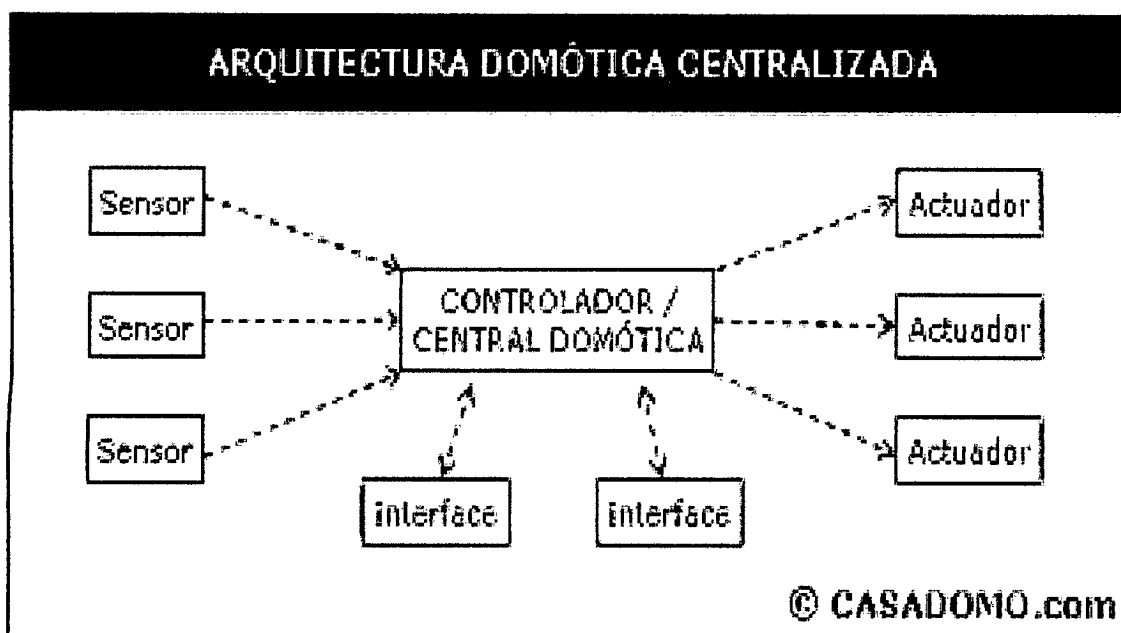 ARQUITECTURA DOMÓTICA CENTRALIZADA
Sensor
Actuador
CONTROLADOR /
CENTRAL DOMÓTICA
Sensor
Actuador
Sensor
Actuador
interface
interface
© CASADOMO.com